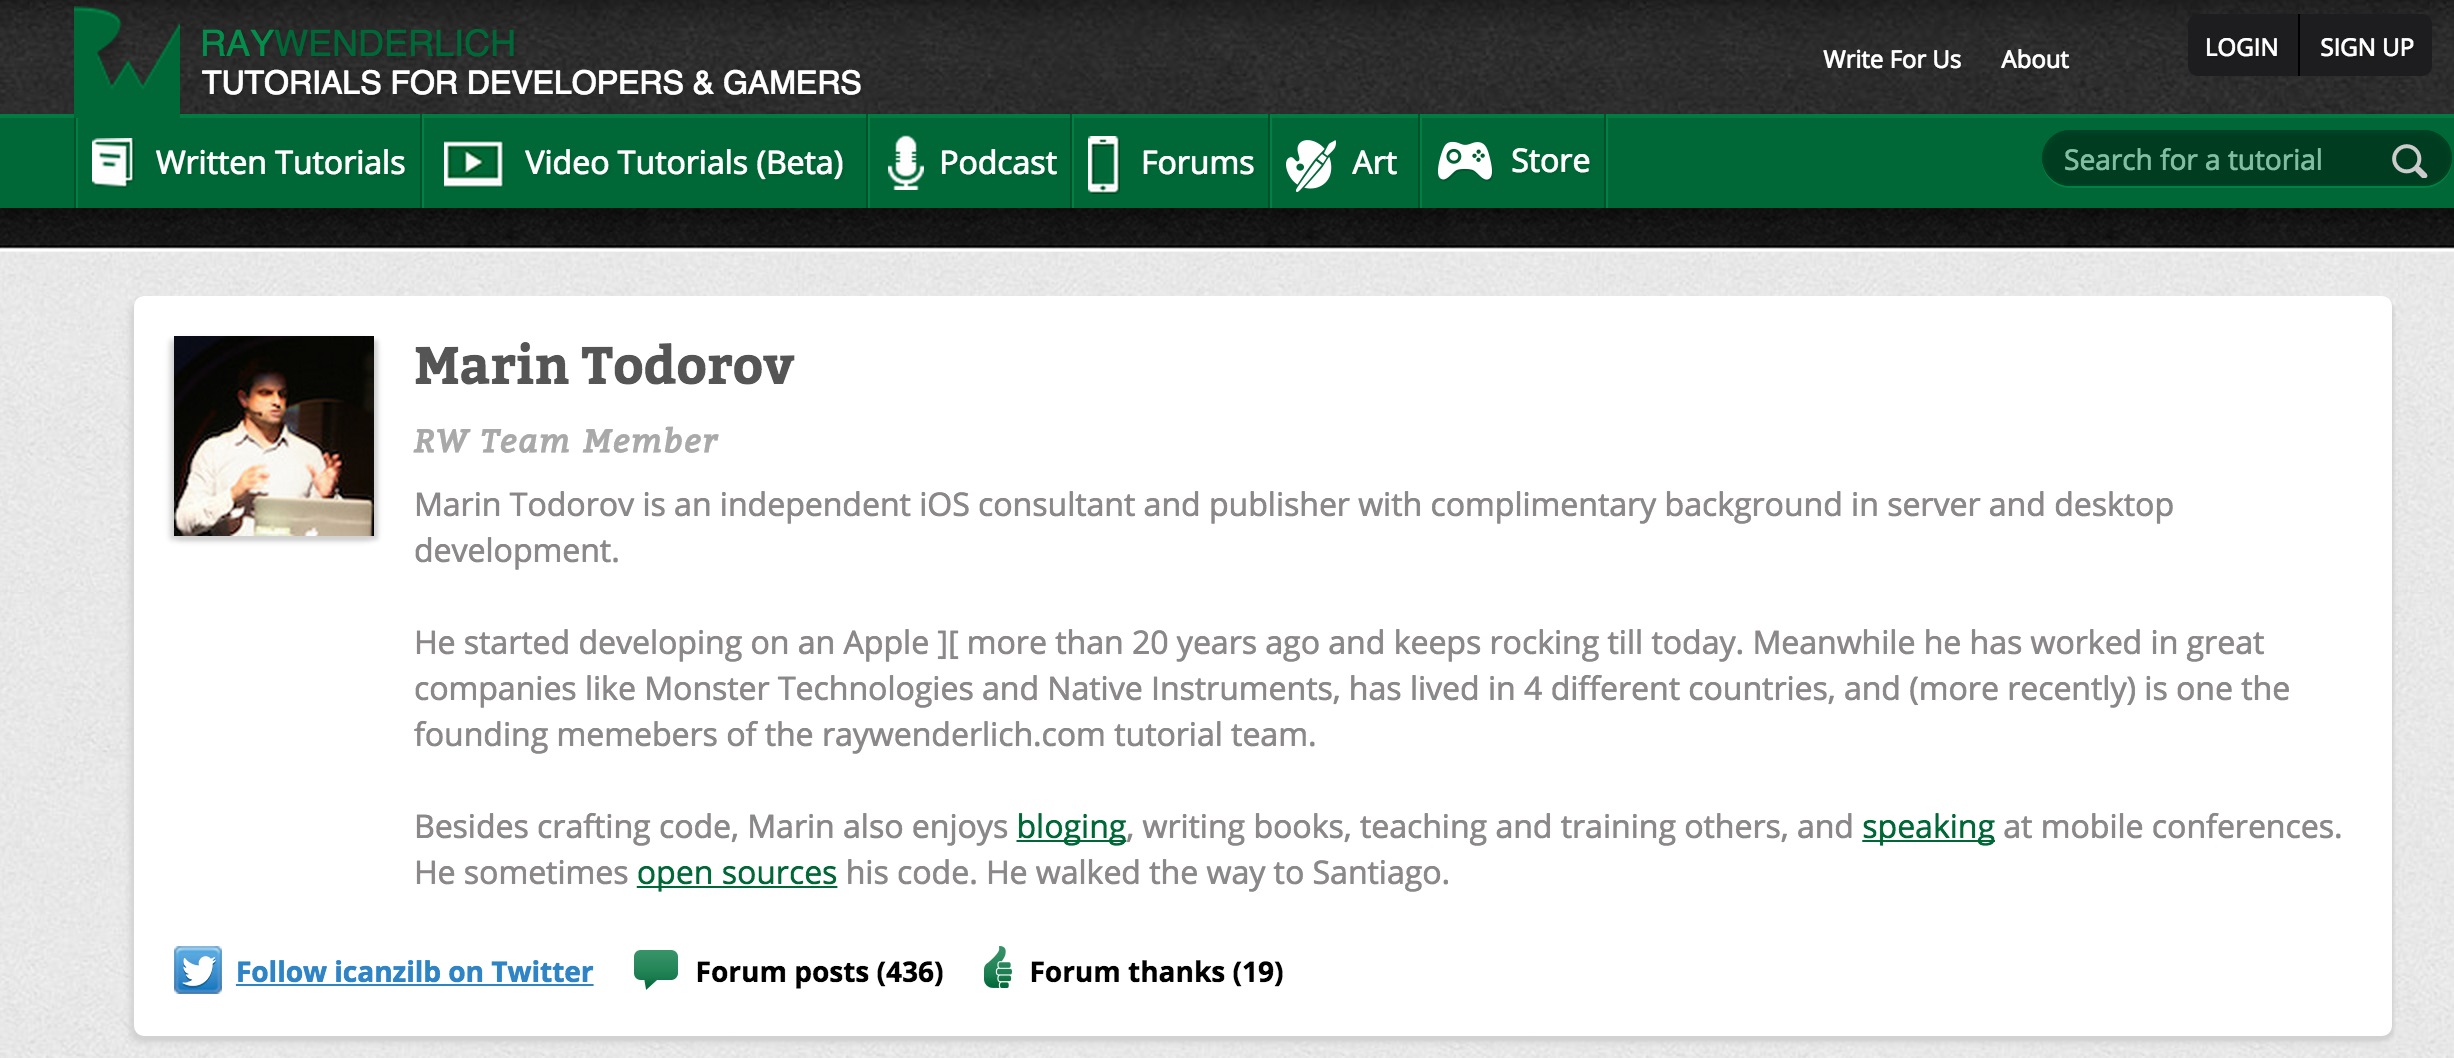 RAYWENDERLICH
TUTORIALS FOR DEVELOPERS & GAMERS
Write For Us
About
LOGIN
SIGN UP
Written Tutorials
Video Tutorials (Beta)
Podcast
Forums
Art
Store
Search for a tutorial
Marin Todorov
RW Team Member
Marin Todorov is an independent iOS consultant and publisher with complimentary background in server and desktop
development.
He started developing on an Apple ][ more than 20 years ago and keeps rocking till today. Meanwhile he has worked in great
companies like Monster Technologies and Native Instruments, has lived in 4 different countries, and (more recently) is one the
founding memebers of the raywenderlich.com tutorial team.
Besides crafting code, Marin also enjoys bloging, writing books, teaching and training others, and speaking at mobile conferences.
He sometimes open sources his code. He walked the way to Santiago.
Follow icanzilb on Twitter
Forum posts (436)
Forum thanks (19)